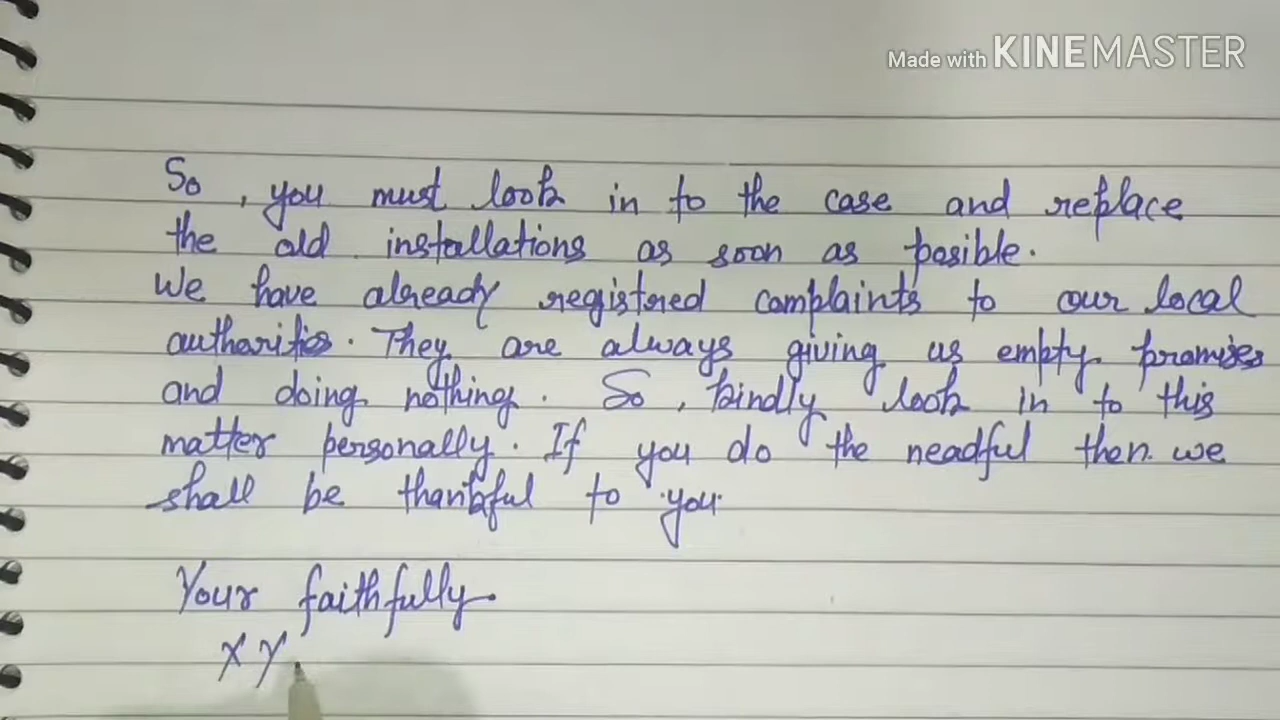 Made with KINEMASTER
So, you must look in to the case and replace
the old installations as soon as posible.
We have already registred complaints to our local
autharities. They are always giving us empty promises
and doing nothing. So, kindly look in to this
matter personally. If you do the neadful then we
shall be thankful to you.
Your faithfully
XY